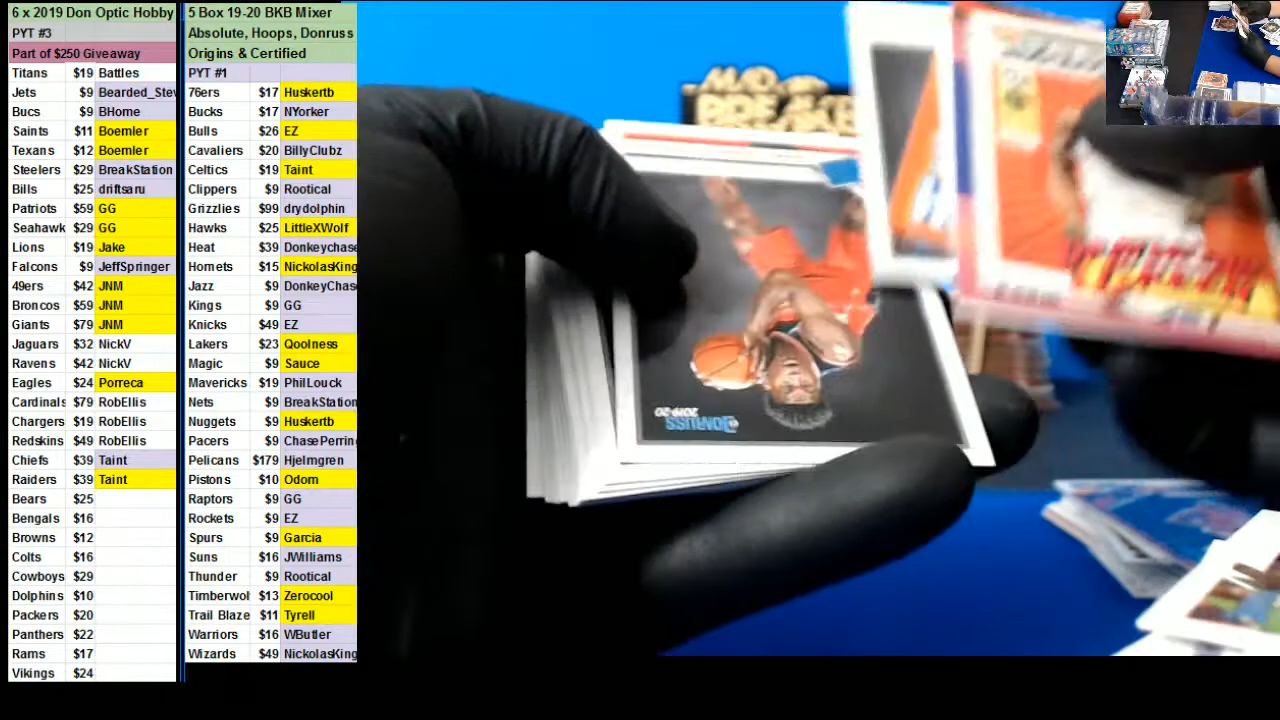 6 x 2019 Don Optic Hobby
PYT #3
Part of $250 Giveaway
Titans $19 Battles
Jets $9 Bearded_Stev
Bucs $9 BHome
Saints $11 Boemler
Texans $12 Boemler
Steelers $29 BreakStation
Bills $25 driftsaru
Patriots $59 GG
Seahawk $29 GG
Lions $19 Jake
Falcons $9 JeffSpringer
49ers $42 JNM
Broncos $59 JNM
Giants $79 JNM
Jaguars $32 NickV
Ravens $42 NickV
Eagles $24 Porreca
Cardinals $79 RobEllis
Chargers $19 RobEllis
Redskins $49 RobEllis
Chiefs $39 Taint
Raiders $39 Taint
Bears $25
Bengals $16
Browns $12
Colts $16
Cowboys $29
Dolphins $10
Packers $20
Panthers $22
Rams $17
Vikings $24
5 Box 19-20 BKB Mixer
Absolute, Hoops, Donruss
Origins & Certified
PYT #1
76ers $17 Huskertb
Bucks $17 NYorker
Bulls $26 EZ
Cavaliers $20 BillyClubz
Celtics $19 Taint
Clippers $9 Rootical
Grizzlies $99 drydolphin
Hawks $25 LittleXWolf
Heat $39 Donkeychase
Hornets $15 NickolasKing
Jazz $9 DonkeyChas
Kings $9 GG
Knicks $49 EZ
Lakers $23 Qoolness
Magic $9 Sauce
Mavericks $19 PhilLouck
Nets $9 BreakStation
Nuggets $9 Huskertb
Pacers $9 ChasePerrin
Pelicans $179 Hjelmgren
Pistons $10 Odom
Raptors $9 GG
Rockets $9 EZ
Spurs $9 Garcia
Suns $16 JWilliams
Thunder $9 Rootical
Timberwol $13 Zerocool
Trail Blaze $11 Tyrell
Warriors $16 WButler
Wizards $49 NickolasKing
2019-20
DONRUSS